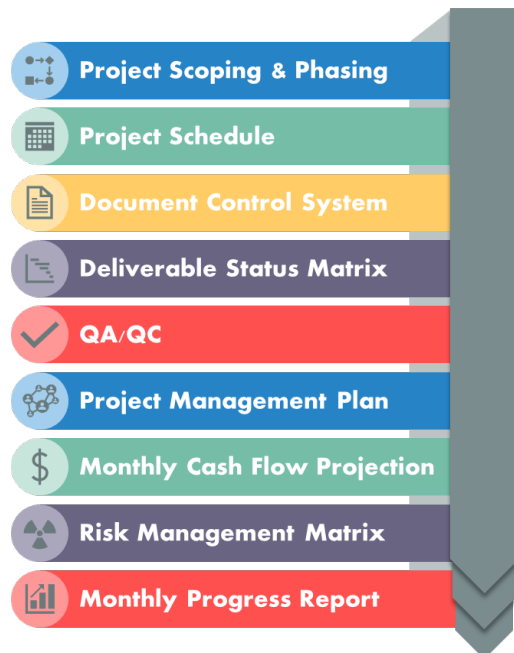 Project Scoping & Phasing
Project Schedule
Document Control System
Deliverable Status Matrix
QA/QC
Project Management Plan
$
Monthly Cash Flow Projection
Risk Management Matrix
Monthly Progress Report